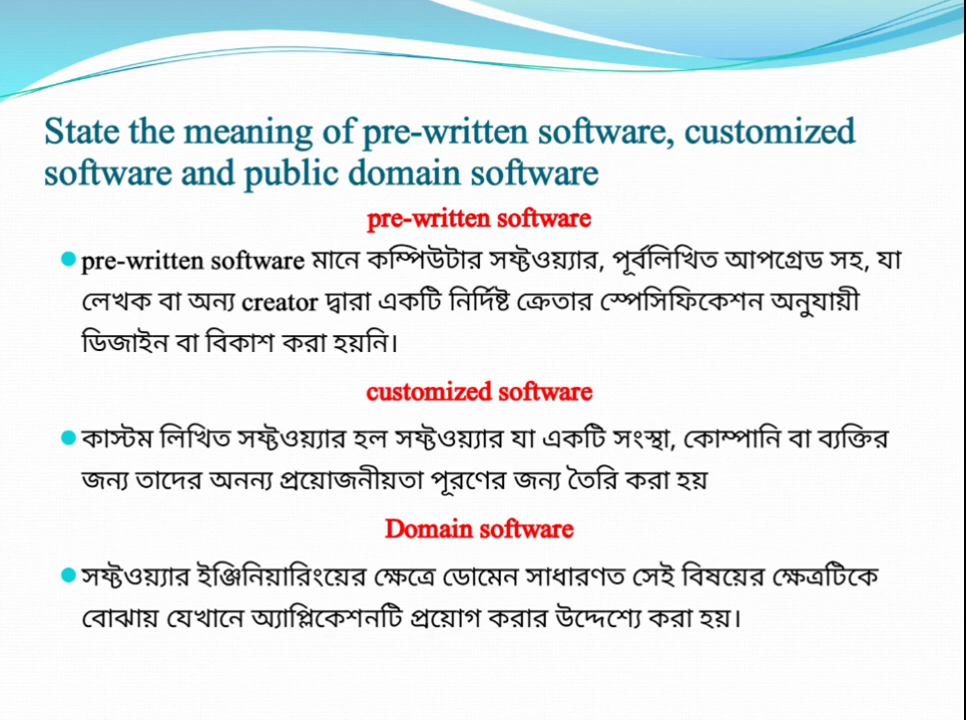 State the meaning of pre-written software, customized
software and public domain software
pre-written software
pre-written software মানে কম্পিউটার সফ্টওয়্যার, পূর্বলিখিত আপগ্রেড সহ, যা
লেখক বা অন্য creator দ্বারা একটি নির্দিষ্ট ক্রেতার স্পেসিফিকেশন অনুযায়ী
ডিজাইন বা বিকাশ করা হয়নি।
customized software
কাস্টম লিখিত সফ্টওয়্যার হল সফ্টওয়্যার যা একটি সংস্থা, কোম্পানি বা ব্যক্তির
জন্য তাদের অনন্য প্রয়োজনীয়তা পূরণের জন্য তৈরি করা হয়
Domain software
সফ্টওয়্যার ইঞ্জিনিয়ারিংয়ের ক্ষেত্রে ডোমেন সাধারণত সেই বিষয়ের ক্ষেত্রটিকে
বোঝায় যেখানে অ্যাপ্লিকেশনটি প্রয়োগ করার উদ্দেশ্যে করা হয়।